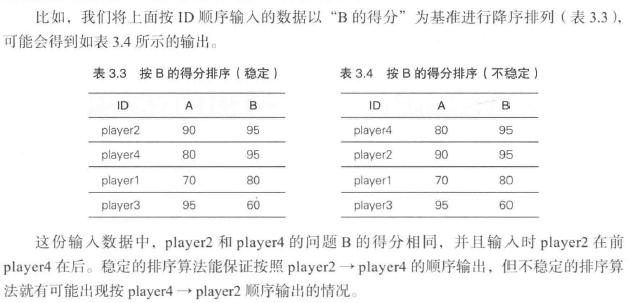 比如，我们将上面按 ID 顺序输入的数据以“B 的得分”为基准进行降序排列（表 3.3），
可能会得到如表 3.4 所示的输出。
表 3.3 按 B 的得分排序（稳定）
ID A B
player2 90 95
player4 80 95
player1 70 80
player3 95 60
表 3.4 按 B 的得分排序（不稳定）
ID A B
player4 80 95
player2 90 95
player1 70 80
player3 95 60
这份输入数据中，player2 和 player4 的问题 B 的得分相同，并且输入时 player2 在前
player4 在后。稳定的排序算法能保证按照 player2 → player4 的顺序输出，但不稳定的排序算
法就有可能出现按 player4 → player2 顺序输出的情况。